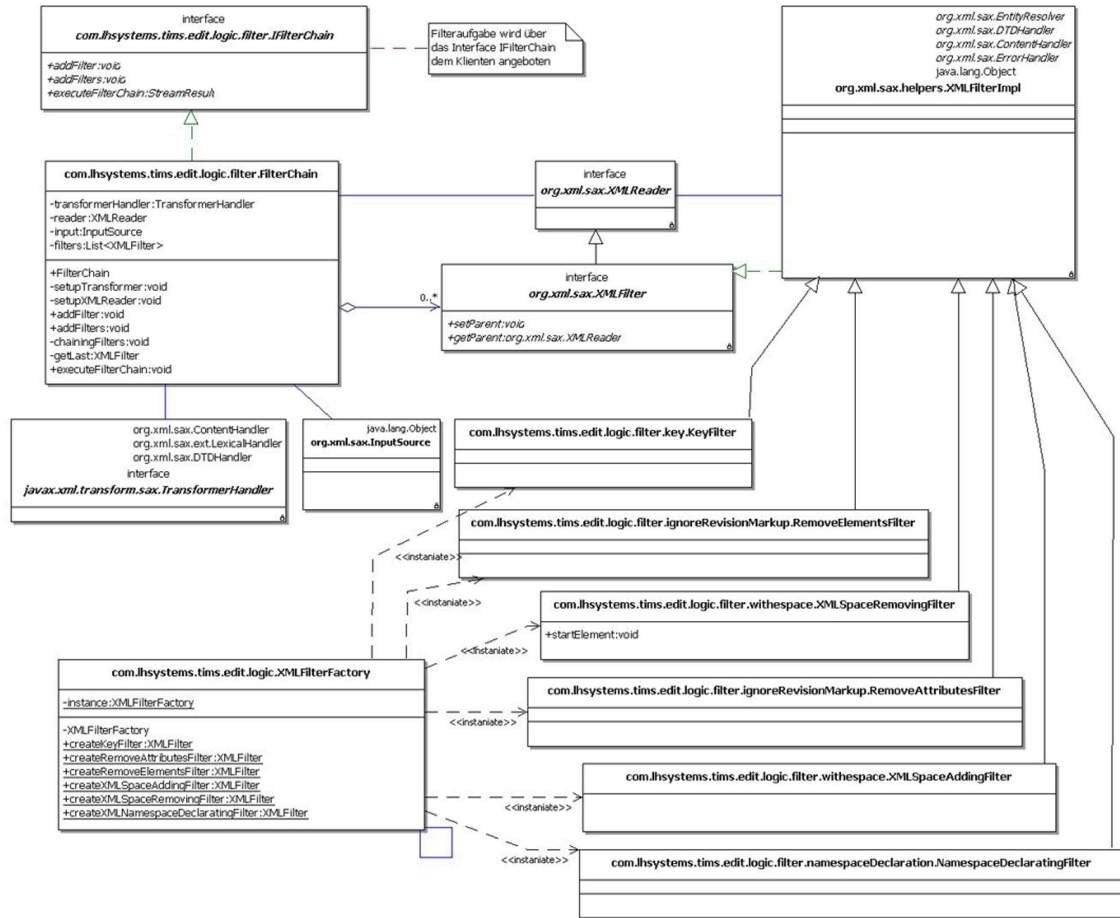 interface
com.lhsystems.tims.edit.logic.filter.IFilterChain
+addFilter:void
+addFilters:void
+executeFilterChain:StreamResult
Filteraufgabe wird über
das Interface IFilterChain
dem Klienten angeboten
org.xml.sax.EntityResolver
org.xml.sax.DTDHandler
org.xml.sax.ContentHandler
org.xml.sax.ErrorHandler
java.lang.Object
org.xml.sax.helpers.XMLFilterImpl
com.lhsystems.tims.edit.logic.filter.FilterChain
-transformerHandler:TransformerHandler
-reader:XMLReader
-input:InputSource
-filters:List<XMLFilter>
+FilterChain
-setupTransformer:void
-setupXMLReader:void
+addFilter:void
+addFilters:void
-chainingFilters:void
-getLast:XMLFilter
+executeFilterChain:void
interface
org.xml.sax.XMLReader
0..*
interface
org.xml.sax.XMLFilter
+setParent:void
+getParent:org.xml.sax.XMLReader
org.xml.sax.ContentHandler
org.xml.sax.ext.LexicalHandler
org.xml.sax.DTDHandler
interface
javax.xml.transform.sax.TransformerHandler
java.lang.Object
org.xml.sax.InputSource
com.lhsystems.tims.edit.logic.filter.key.KeyFilter
com.lhsystems.tims.edit.logic.filter.ignoreRevisionMarkup.RemoveElementsFilter
<<instaniate>>
<<instaniate>>
com.lhsystems.tims.edit.logic.filter.withespace.XMLSpaceRemovingFilter
+startElement:void
<<instaniate>>
com.lhsystems.tims.edit.logic.XMLFilterFactory
-instance:XMLFilterFactory
-XMLFilterFactory
+createKeyFilter:XMLFilter
+createRemoveAttributesFilter:XMLFilter
+createRemoveElementsFilter:XMLFilter
+createXMLSpaceAddingFilter:XMLFilter
+createXMLSpaceRemovingFilter:XMLFilter
+createXMLNamespaceDeclaratingFilter:XMLFilter
com.lhsystems.tims.edit.logic.filter.ignoreRevisionMarkup.RemoveAttributesFilter
<<instaniate>>
com.lhsystems.tims.edit.logic.filter.withespace.XMLSpaceAddingFilter
<<instaniate>>
com.lhsystems.tims.edit.logic.filter.namespaceDeclaration.NamespaceDeclaratingFilter
<<instaniate>>